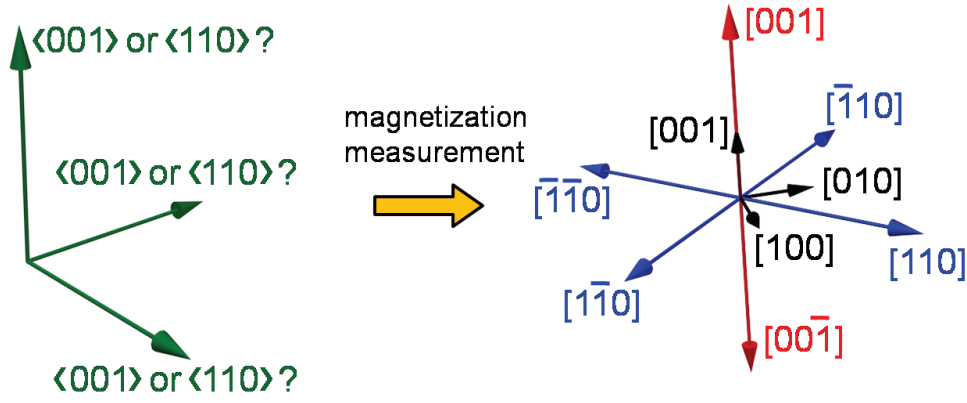 ⟨001⟩ or ⟨110⟩ ?
⟨001⟩ or ⟨110⟩ ?
⟨001⟩ or ⟨110⟩ ?
magnetization
measurement
[001]
[001]
[1̅10]
[010]
[1̅1̅0]
[100]
[110]
[11̅0]
[001̅]